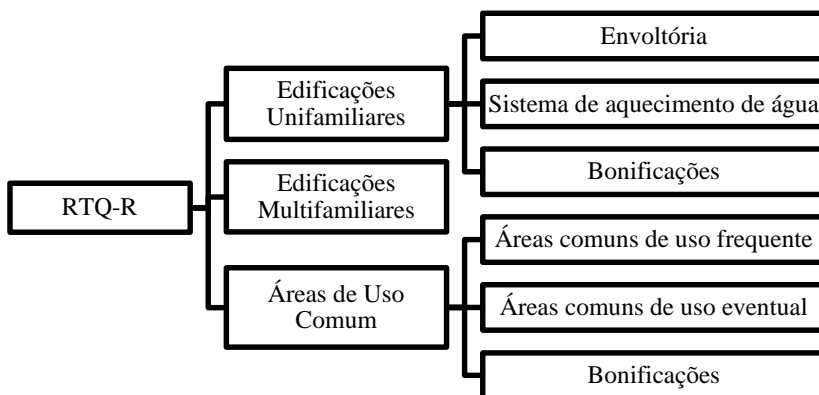 RTQ-R
Edificações
Unifamiliares
Envoltória
Sistema de aquecimento de água
Bonificações
Edificações
Multifamiliares
Áreas de Uso
Comum
Áreas comuns de uso frequente
Áreas comuns de uso eventual
Bonificações